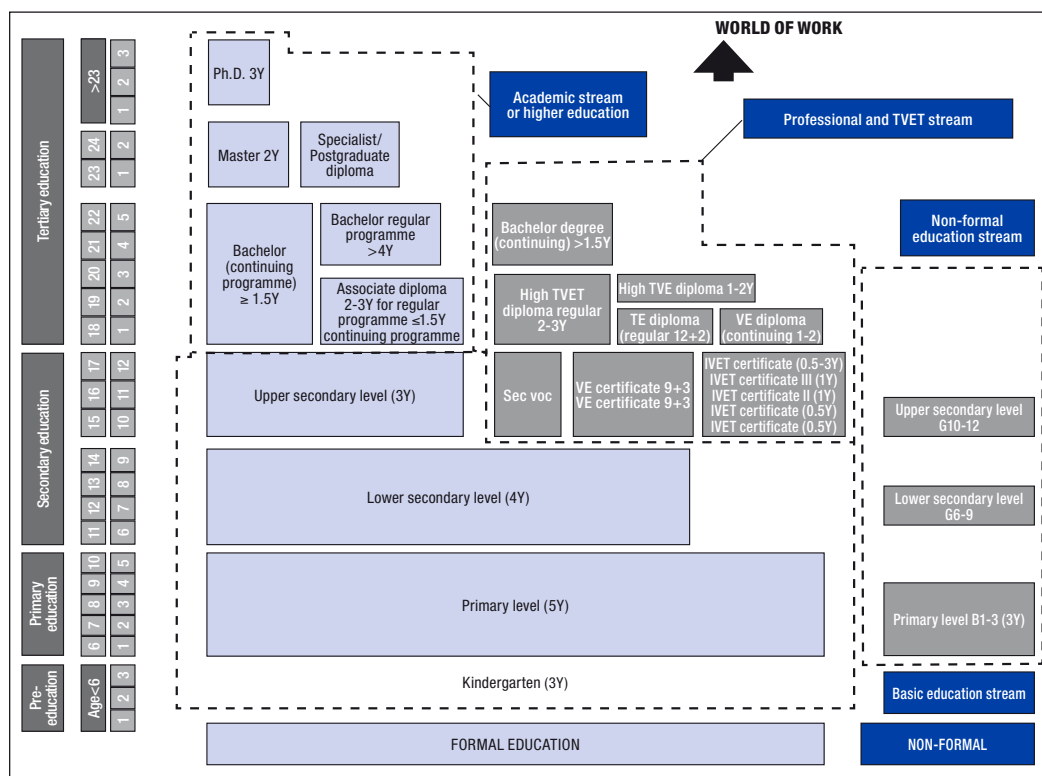 WORLD OF WORK
Tertiary education
>23
3
2
1
24
23
2
1
22
21
20
19
18
5
4
3
2
1
Secondary education
17
16
15
12
11
10
14
13
12
11
9
8
7
6
Primary
education
10
9
8
7
6
5
4
3
2
1
Pre-
education
Age<6
3
2
1
Ph.D. 3Y
Master 2Y
Specialist/
Postgraduate
diploma
Bachelor
(continuing
programme)
≥ 1.5Y
Bachelor regular
programme
>4Y
Associate diploma
2-3Y for regular
programme ≤1.5Y
continuing programme
Academic stream
or higher education
Professional and TVET stream
Non-formal
education stream
Bachelor degree
(continuing) >1.5Y
High TVET
diploma regular
2-3Y
High TVE diploma 1-2Y
TE diploma
(regular 12+2)
VE diploma
(continuing 1-2)
Upper secondary level (3Y)
Sec voc
VE certificate 9+3
VE certificate 9+3
IVET certificate (0.5-3Y)
IVET certificate III (1Y)
IVET certificate II (1Y)
IVET certificate (0.5Y)
IVET certificate (0.5Y)
Upper secondary level
G10-12
Lower secondary level (4Y)
Lower secondary level
G6-9
Primary level (5Y)
Primary level B1-3 (3Y)
Kindergarten (3Y)
Basic education stream
FORMAL EDUCATION
NON-FORMAL